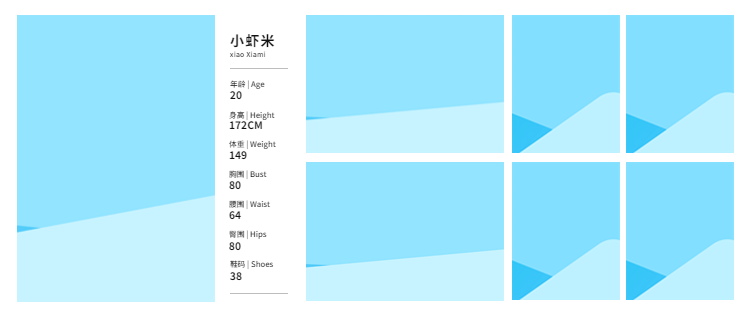 小虾米
xiao Xiami
年龄 | Age
20
身高 | Height
172CM
体重 | Weight
149
胸围 | Bust
80
腰围 | Waist
64
臀围 | Hips
80
鞋码 | Shoes
38